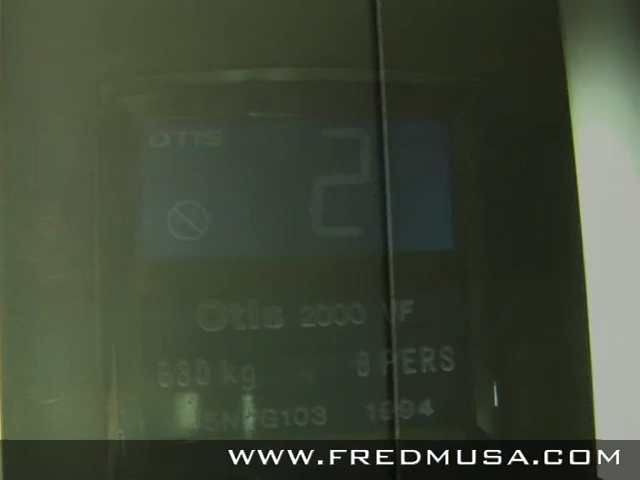 OTIS 2
Otis 2000 VF
630 kg 8 PERS
1994
WWW.FREDMUSA.COM